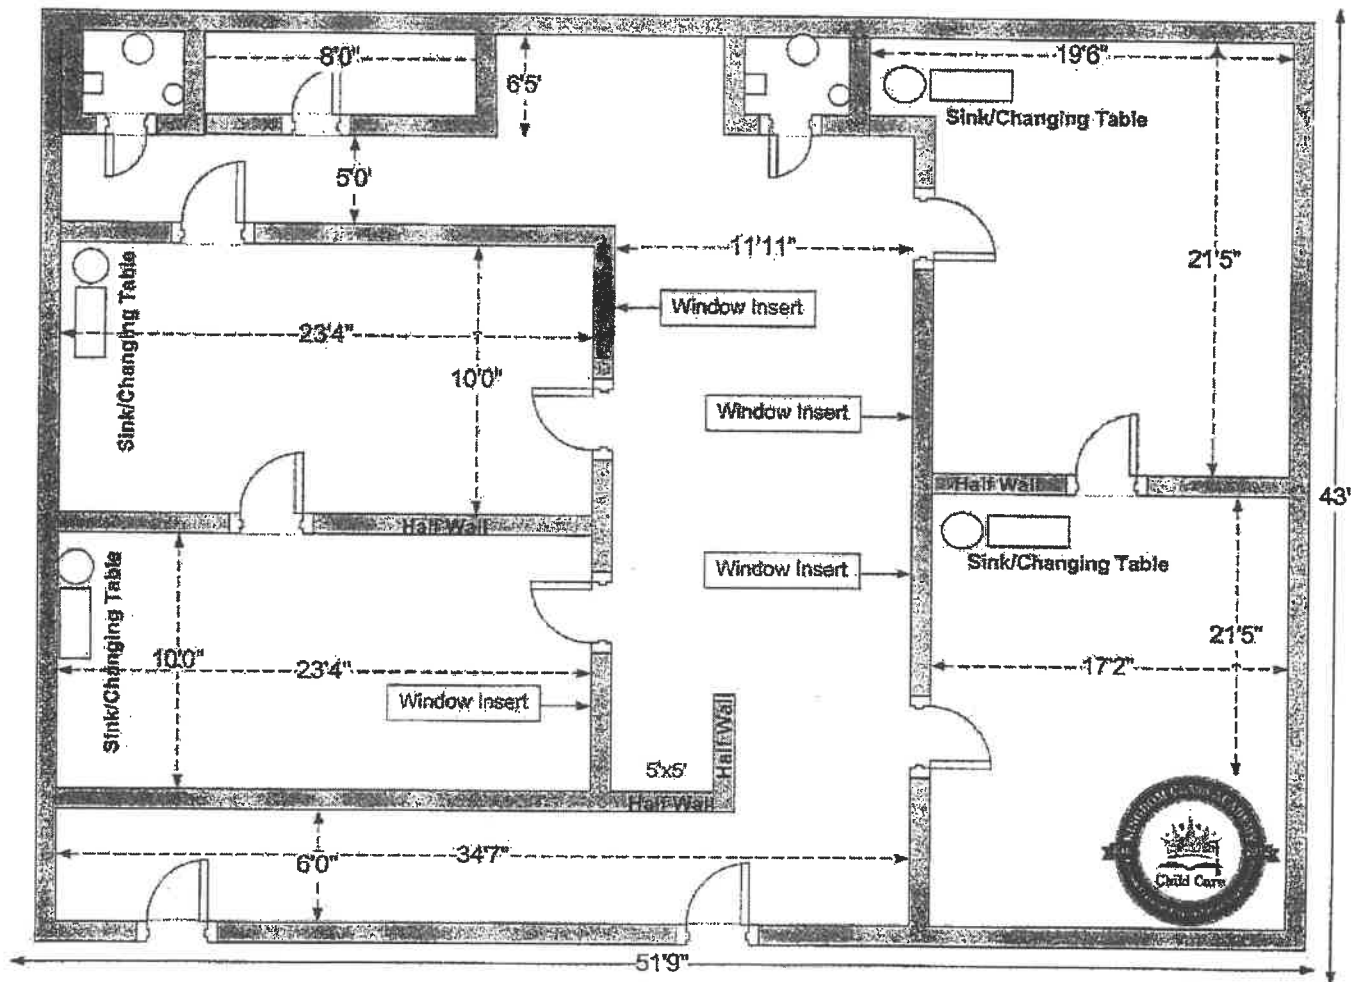 8'0"
6'5'
19'6"
Sink/Changing Table
5'0'
11'11"
21'5"
Window Insert
Sink/Changing Table
23'4"
10'0"
Window Insert
Half Wall
43'
Half Wall
Sink/Changing Table
Window Insert
Sink/Changing Table
10'0"
23'4"
21'5"
17'2"
Window Insert
Half Wall
5'x5'
Half Wall
6'0"
34'7"
Child Care
51'9"